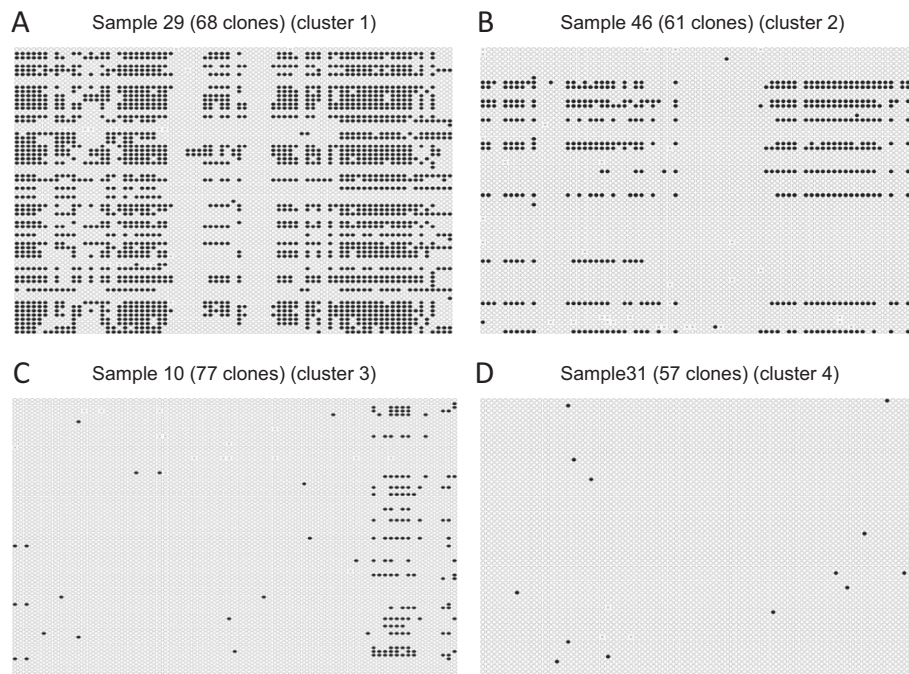 A
Sample 29 (68 clones) (cluster 1)
B
Sample 46 (61 clones) (cluster 2)
C
Sample 10 (77 clones) (cluster 3)
D
Sample31 (57 clones) (cluster 4)